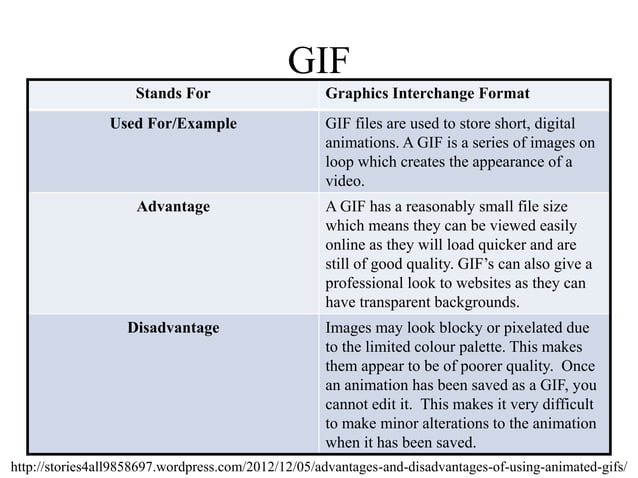 GIF
Stands For
Graphics Interchange Format
Used For/Example
GIF files are used to store short, digital
animations. A GIF is a series of images on
loop which creates the appearance of a
video.
Advantage
A GIF has a reasonably small file size
which means they can be viewed easily
online as they will load quicker and are
still of good quality. GIF’s can also give a
professional look to websites as they can
have transparent backgrounds.
Disadvantage
Images may look blocky or pixelated due
to the limited colour palette. This makes
them appear to be of poorer quality.  Once
an animation has been saved as a GIF, you
cannot edit it.  This makes it very difficult
to make minor alterations to the animation
when it has been saved.
http://stories4all9858697.wordpress.com/2012/12/05/advantages-and-disadvantages-of-using-animated-gifs/